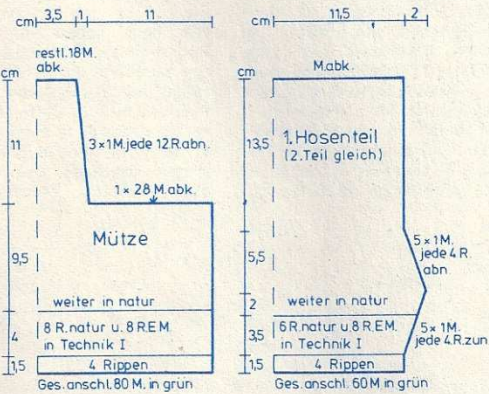 cm 3,5 1 11
restl. 18 M.
abk.
cm
11
3 x 1 M. jede 12 R. abn.
1 x 28 M. abk.
Mütze
9,5
weiter in natur
4
8 R. natur u. 8 R. E M.
in Technik I
1,5
4 Rippen
Ges. anschl. 80 M. in grün
cm 11,5 2
M. abk.
cm
13,5
1. Hosenteil
(2. Teil gleich)
5,5
5 x 1 M.
jede 4 R.
abn
2
weiter in natur
3,5
6 R. natur u. 8 R. E M.
in Technik I
5 x 1 M.
jede 4 R. zun
1,5
4 Rippen
Ges. anschl. 60 M. in grün